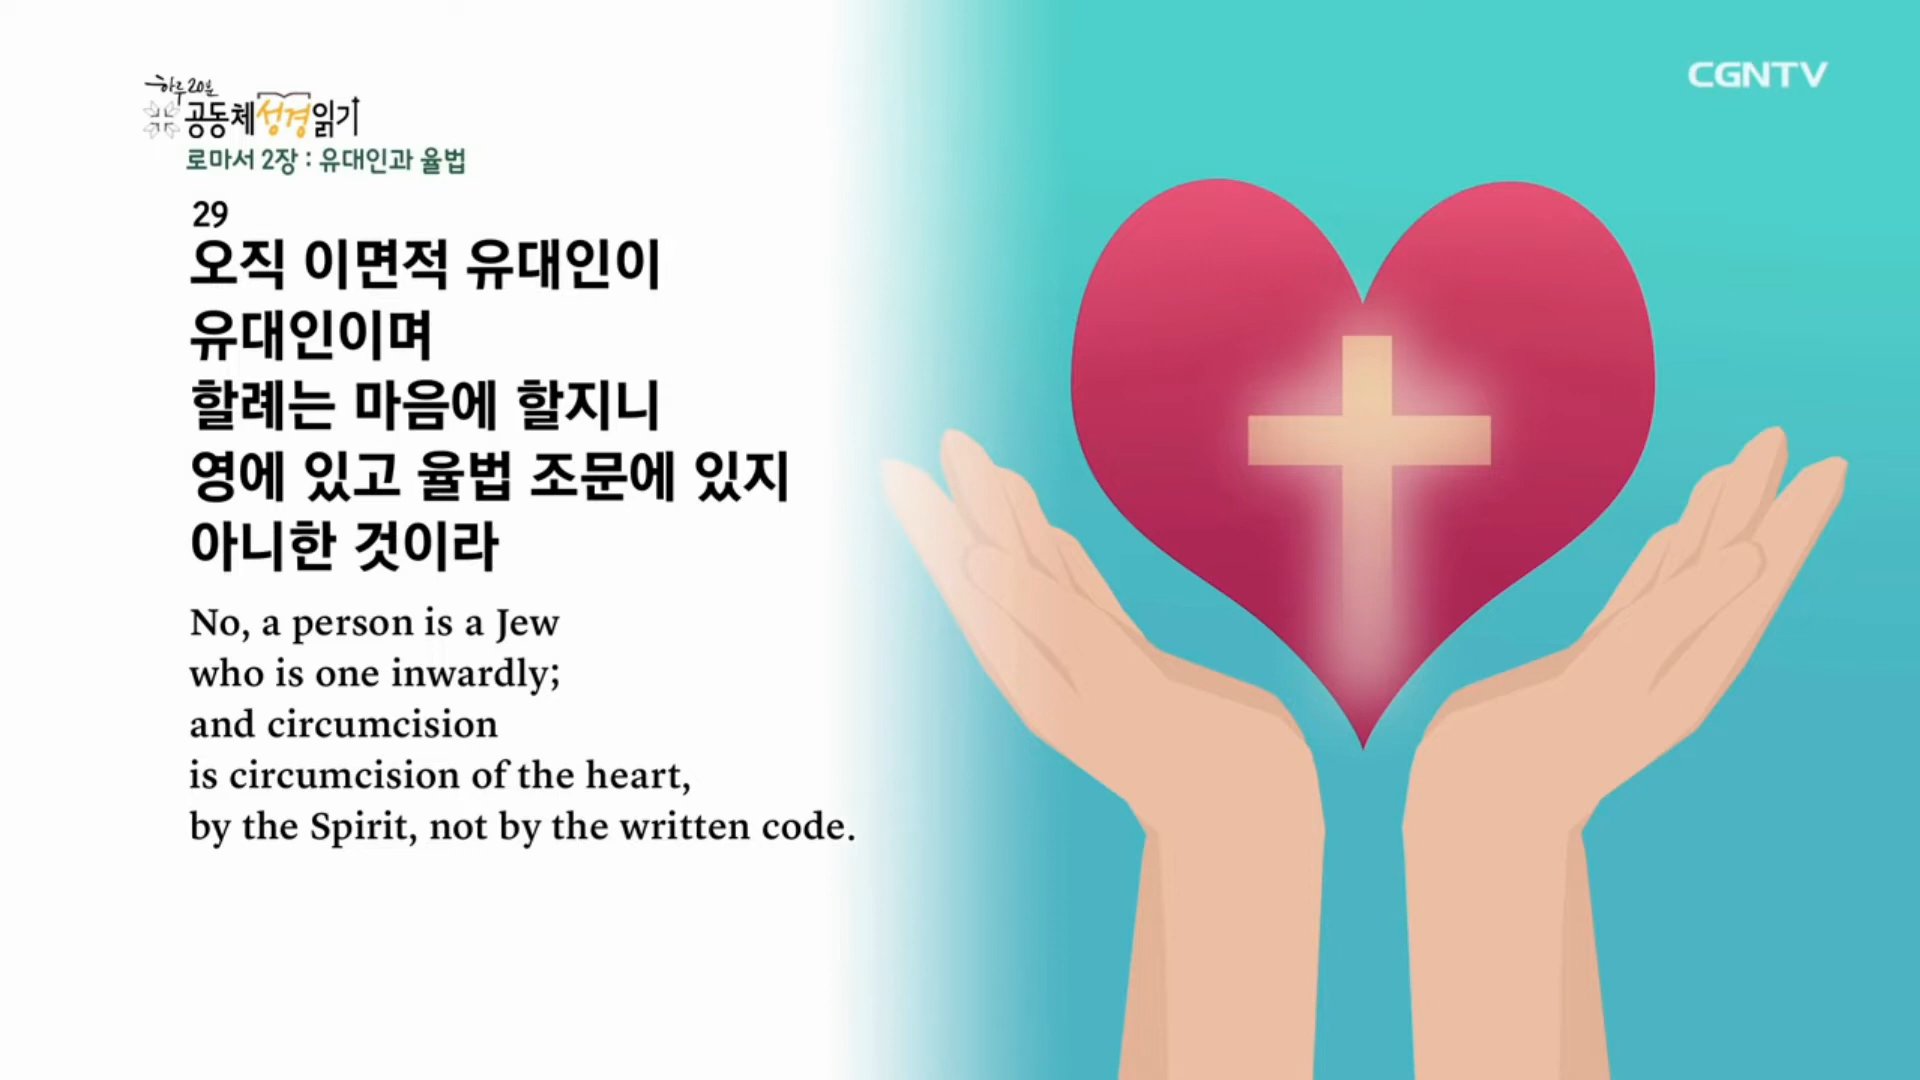 하루 20분
공동체성경읽기
CGNTV
로마서 2장 : 유대인과 율법
29
오직 이면적 유대인이
유대인이며
할례는 마음에 할지니
영에 있고 율법 조문에 있지
아니한 것이라
No, a person is a Jew
who is one inwardly;
and circumcision
is circumcision of the heart,
by the Spirit, not by the written code.